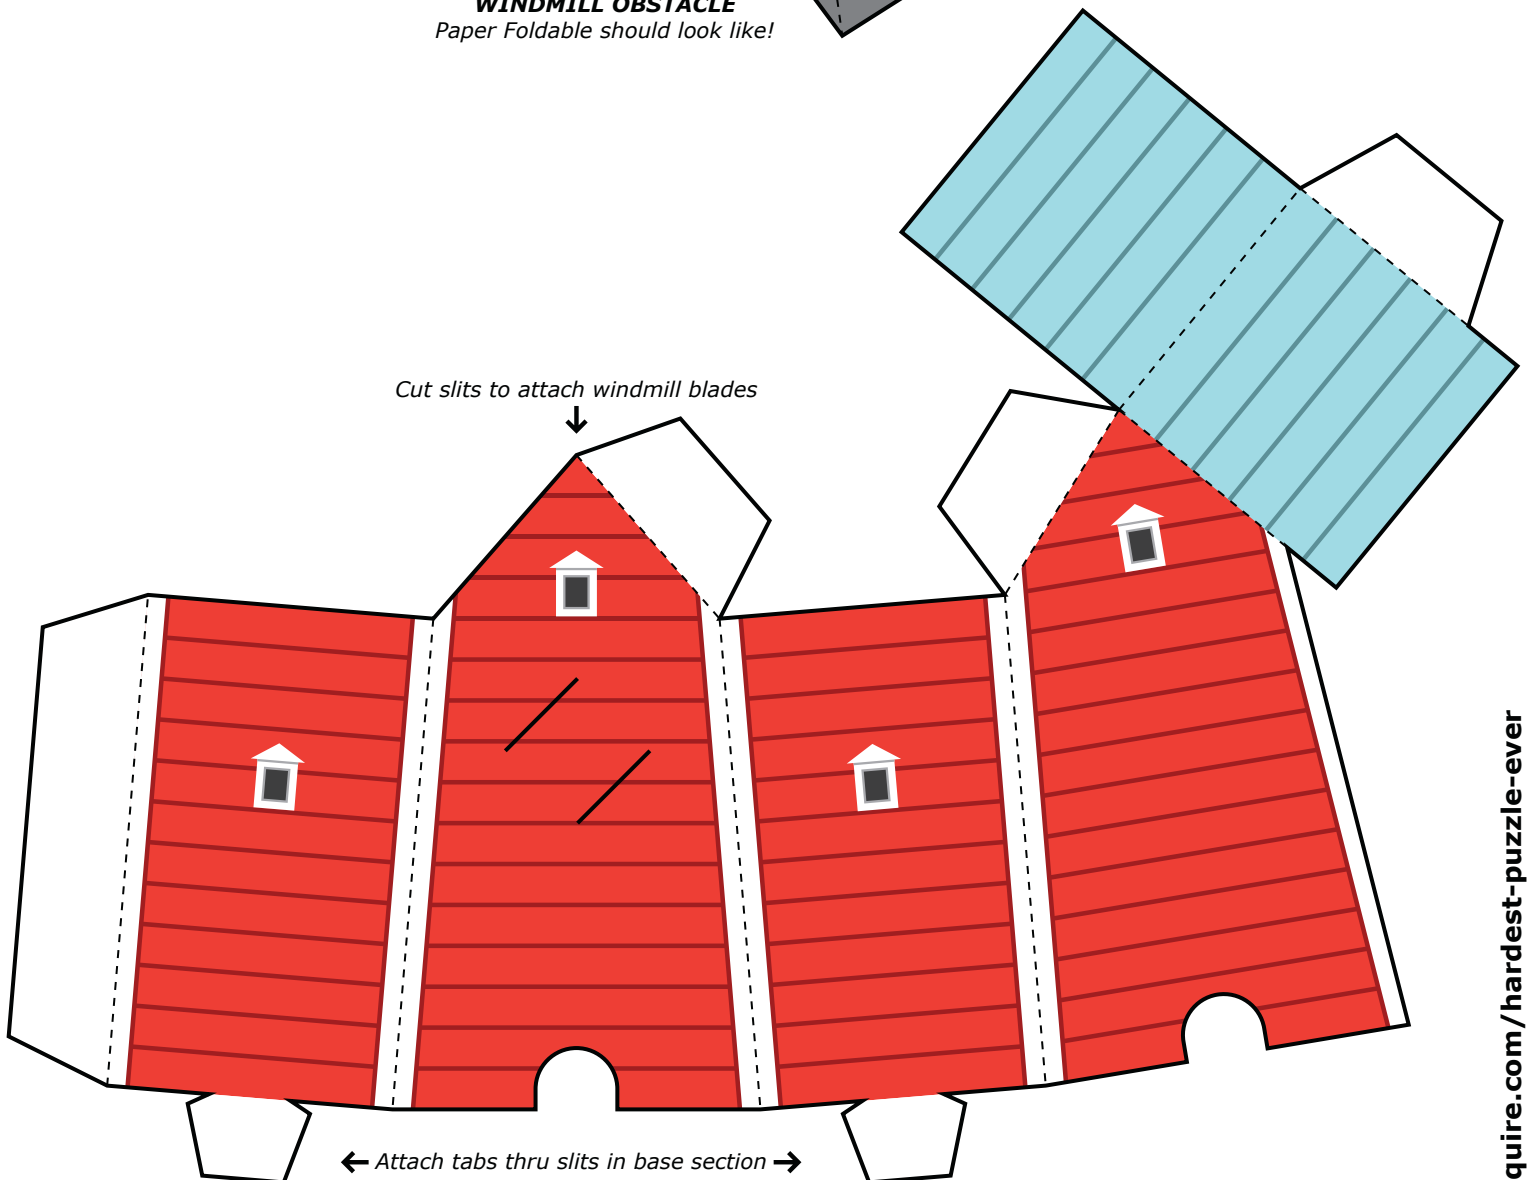 WINDMILL OBSTACLE
Paper Foldable should look like!
Cut slits to attach windmill blades
Attach tabs thru slits in base section
quire.com/hardest-puzzle-ever